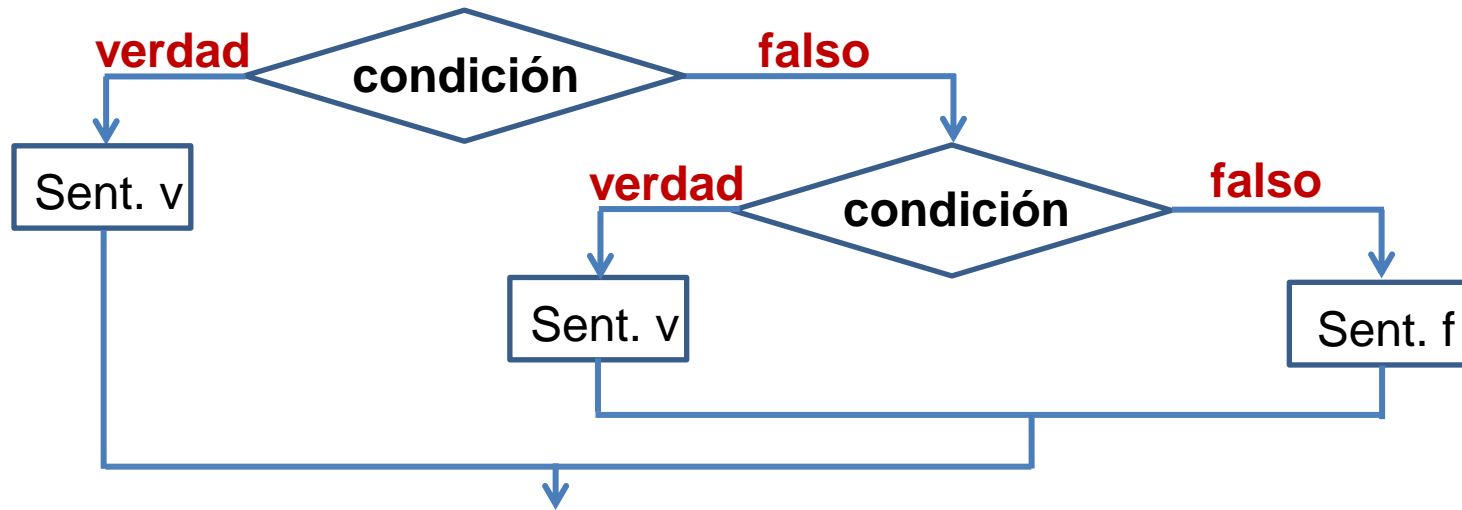 verdad
falso
condición
Sent. v
verdad
falso
condición
Sent. v
Sent. f